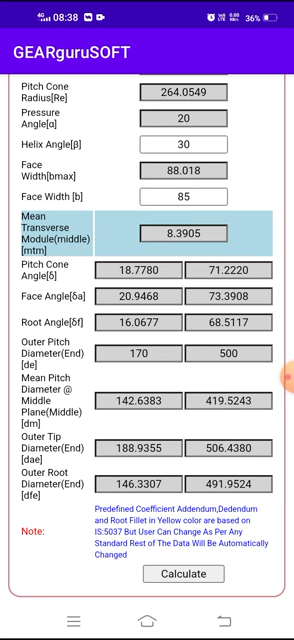 4G 08:38 Vo) LTE 0.00 KB/s 36%
GEARguruSOFT
Pitch Cone
Radius[Re] 264.0549
Pressure
Angle[α] 20
Helix Angle[β] 30
Face
Width[bmax] 88.018
Face Width [b] 85
Mean
Transverse
Module(middle)
[mtm] 8.3905
Pitch Cone
Angle[δ] 18.7780 71.2220
Face Angle[δa] 20.9468 73.3908
Root Angle[δf] 16.0677 68.5117
Outer Pitch
Diameter(End)
[de] 170 500
Mean Pitch
Diameter @
Middle
Plane(Middle)
[dm] 142.6383 419.5243
Outer Tip
Diameter(End)
[dae] 188.9355 506.4380
Outer Root
Diameter(End)
[dfe] 146.3307 491.9524
Note:
Predefined Coefficient Addendum,Dedendum
and Root Fillet in Yellow color are based on
IS:5037 But User Can Change As Per Any
Standard Rest of The Data Will Be Automatically
Changed
Calculate